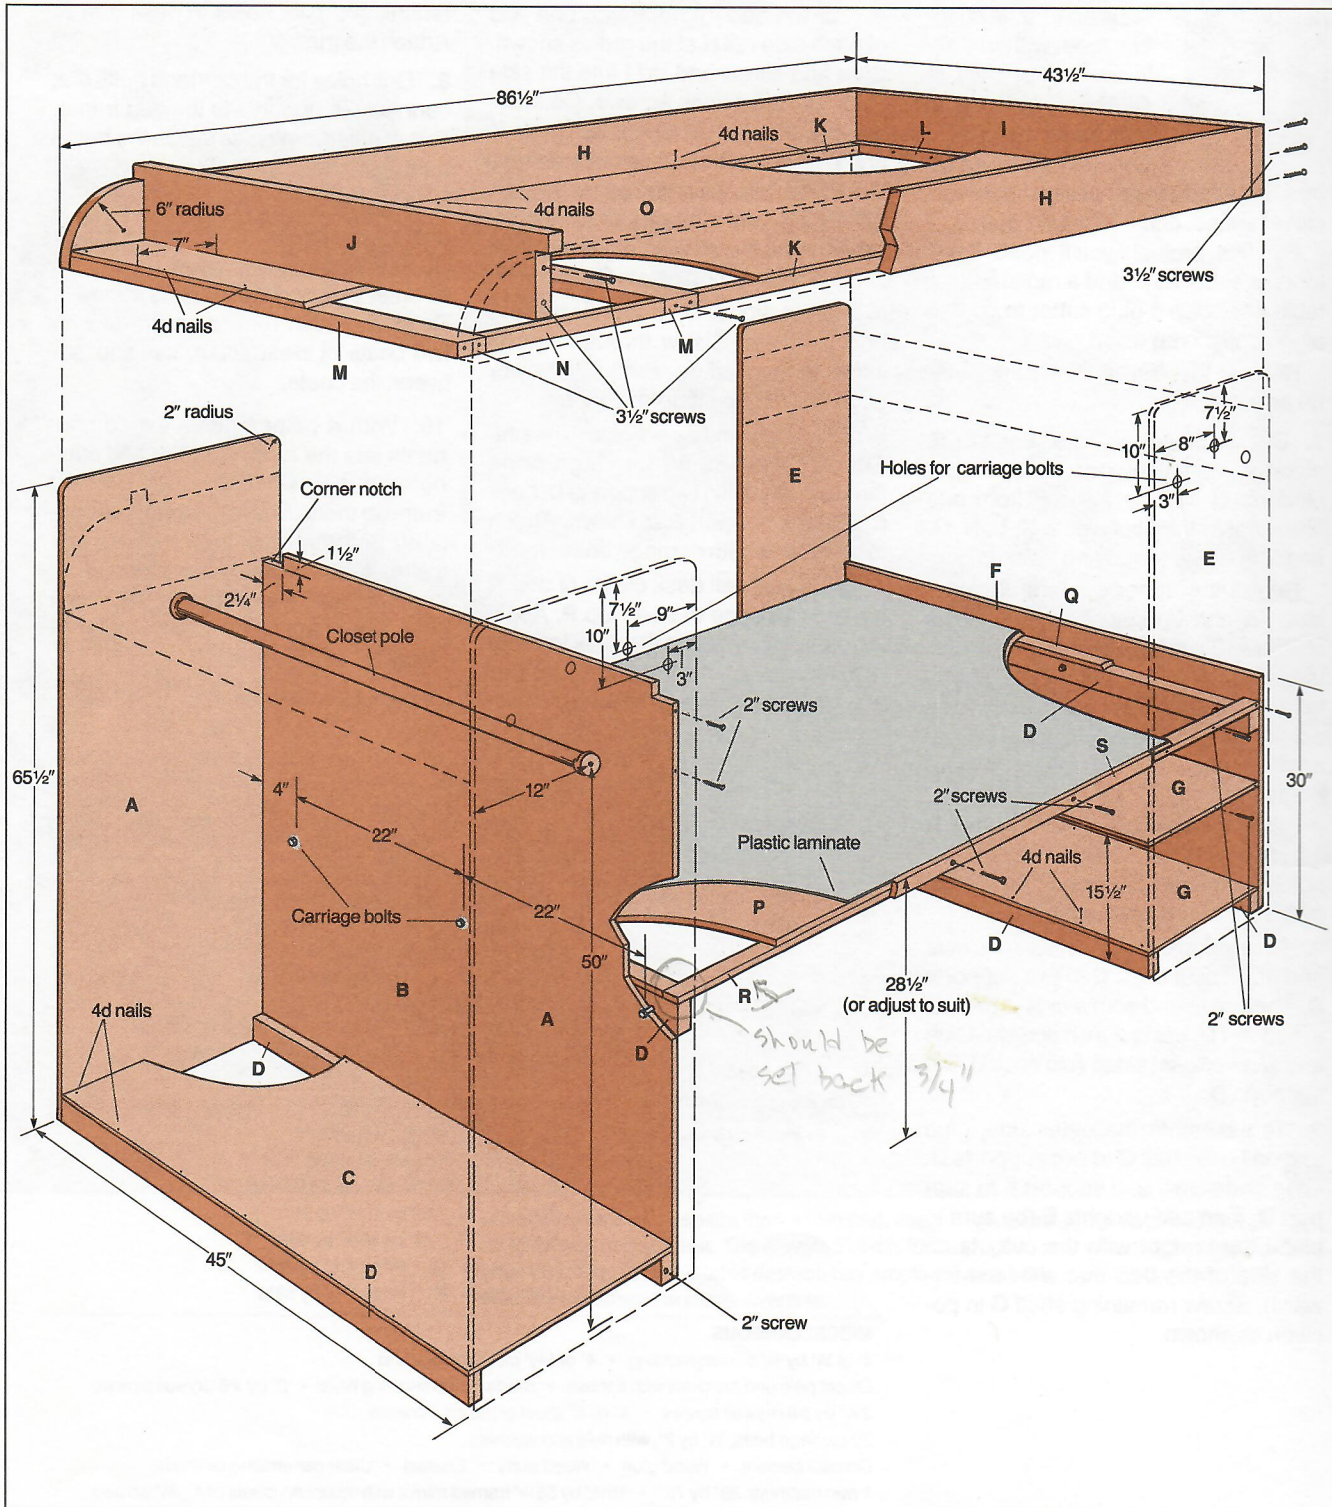 86½″
43½″
4d nails
K
L
I
H
6″ radius
4d nails
O
H
7″
J
K
3½″ screws
4d nails
M
N
M
3½″ screws
2″ radius
7½″
8″
10″
Holes for carriage bolts
E
3″
Corner notch
1½″
E
F
Q
2¼″
7½″
9″
10″
Closet pole
3″
2″ screws
D
S
65½″
A
4″
12″
2″ screws
G
30″
22″
Plastic laminate
4d nails
15½″
G
Carriage bolts
22″
P
D
D
50″
28½″
(or adjust to suit)
B
A
R
2″ screws
4d nails
D
D
should be
set back 3/4"
C
45″
D
2″ screw